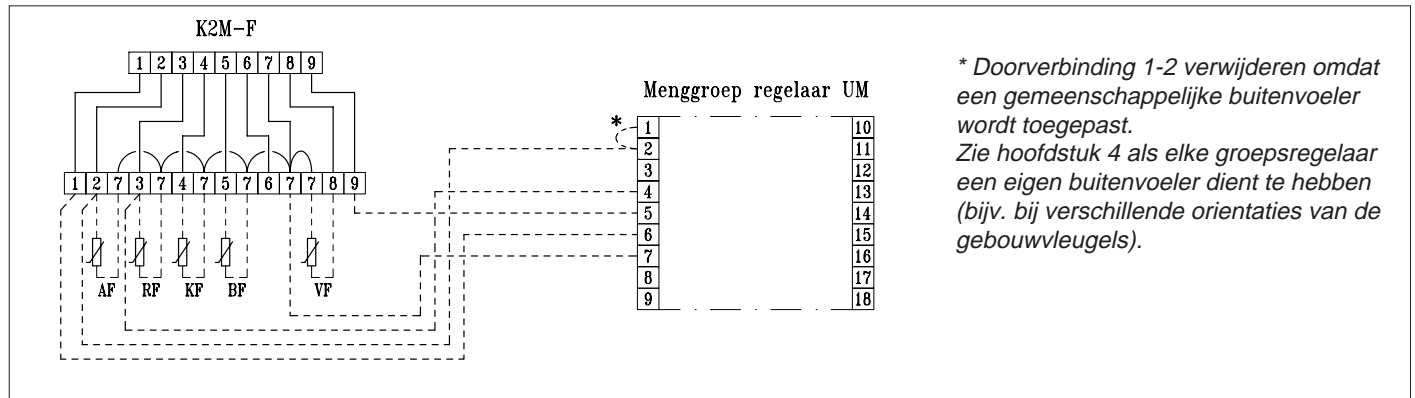 K2M-F
1 2 3 4 5 6 7 8 9
1 2 7 3 7 4 7 5 7 6 7 7 8 9
AF RF KF BF VF
Menggroep regelaar UM
*
1 10
2 11
3 12
4 13
5 14
6 15
7 16
8 17
9 18
* Doorverbinding 1-2 verwijderen omdat
een gemeenschappelijke buitenvoeler
wordt toegepast.
Zie hoofdstuk 4 als elke groepsregelaar
een eigen buitenvoeler dient te hebben
(bijv. bij verschillende orientaties van de
gebouwvleugels).